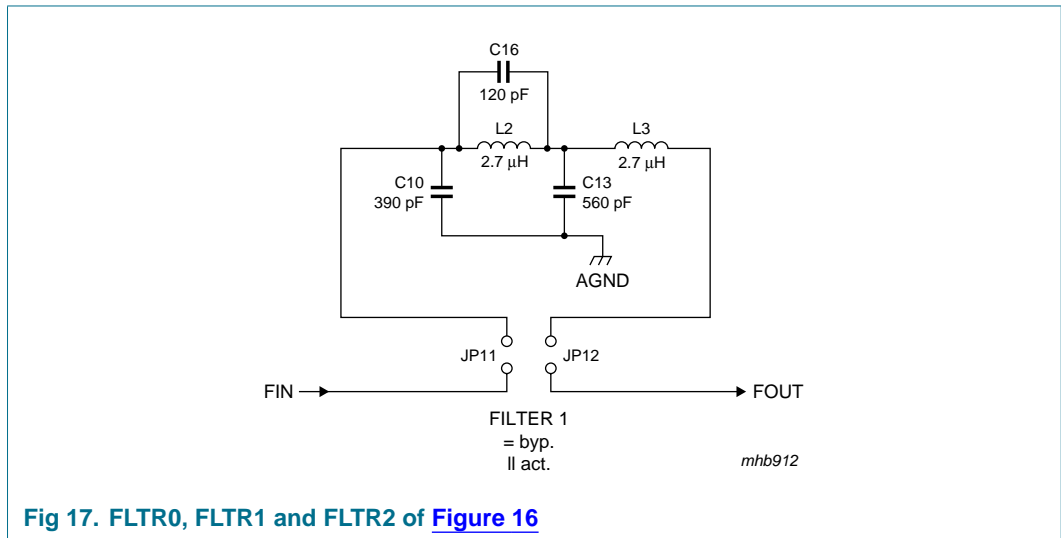 C16
120 pF
L2
2.7 μH
L3
2.7 μH
C10
390 pF
C13
560 pF
AGND
JP11
JP12
FIN
FOUT
FILTER 1
= byp.
II act.
mhb912
Fig 17. FLTR0, FLTR1 and FLTR2 of Figure 16